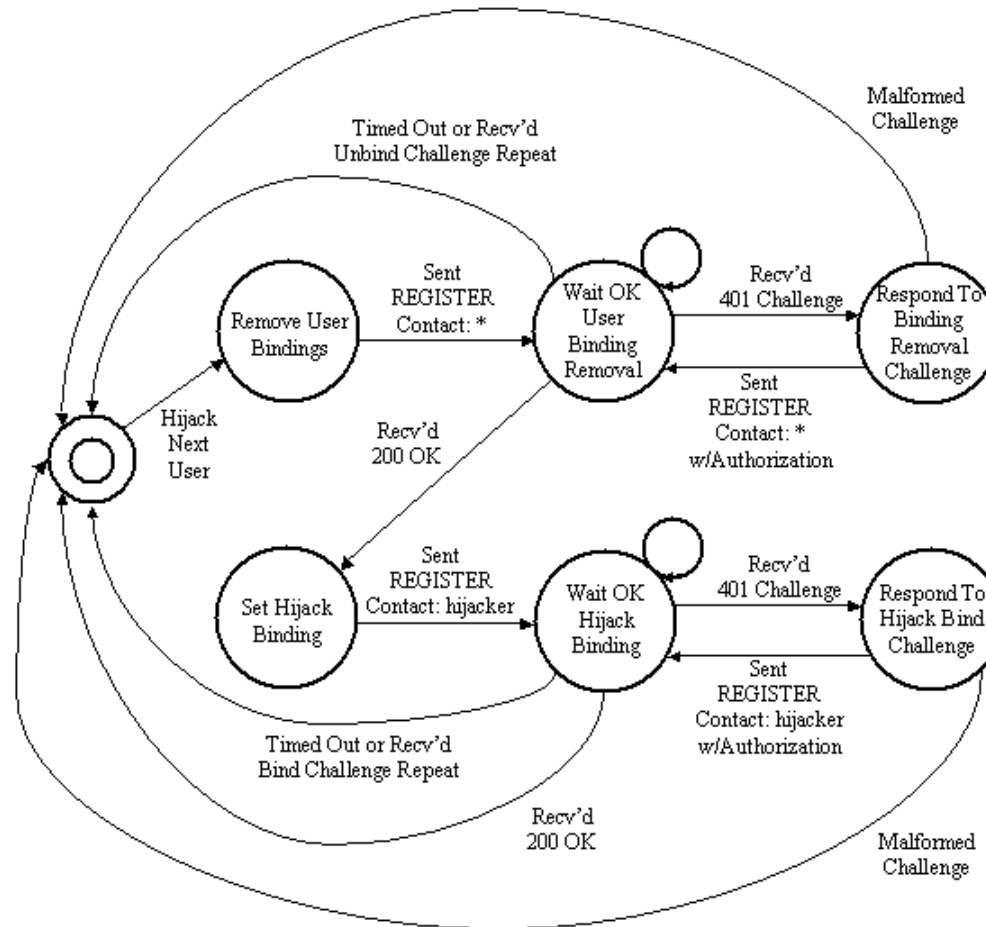 Malformed
Challenge
Timed Out or Recv'd
Unbind Challenge Repeat
Sent
REGISTER
Contact: *
Remove User
Bindings
Wait OK
User
Binding
Removal
Recv'd
401 Challenge
Respond To
Binding
Removal
Challenge
Sent
REGISTER
Contact: *
w/Authorization
Hijack
Next
User
Recv'd
200 OK
Sent
REGISTER
Contact: hijacker
Set Hijack
Binding
Wait OK
Hijack
Binding
Recv'd
401 Challenge
Respond To
Hijack Bind
Challenge
Sent
REGISTER
Contact: hijacker
w/Authorization
Timed Out or Recv'd
Bind Challenge Repeat
Recv'd
200 OK
Malformed
Challenge